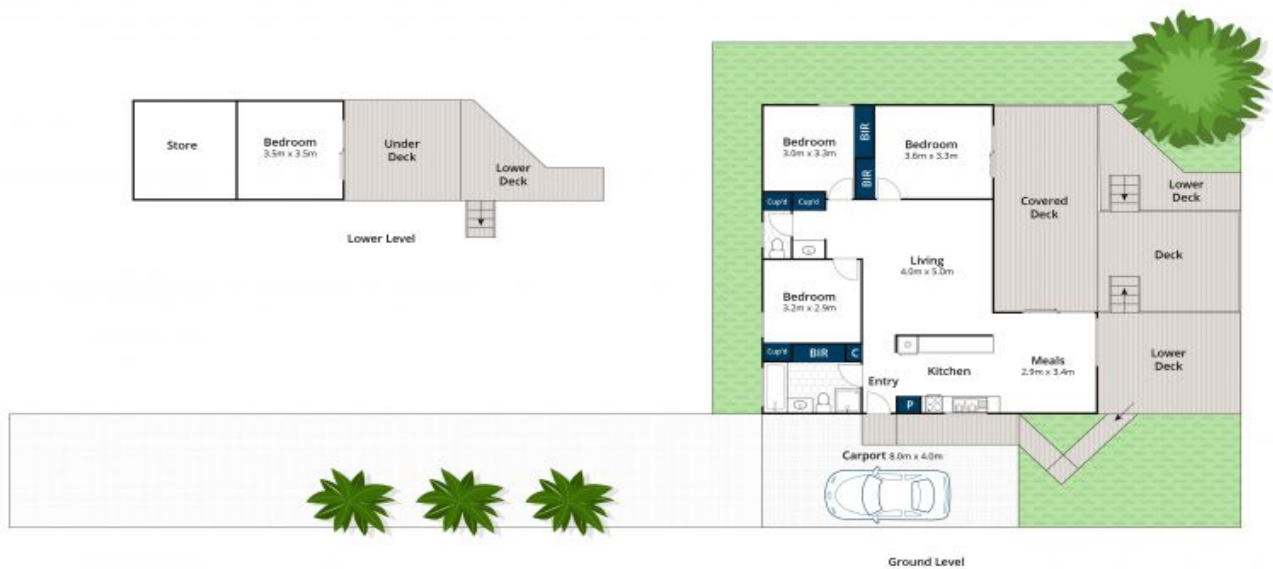 Store
Bedroom
3.5m x 3.5m
Under
Deck
Lower
Deck
Lower Level
Bedroom
3.0m x 3.3m
BIR
BIR
Bedroom
3.6m x 3.3m
Cup'd
Cup'd
Covered
Deck
Lower
Deck
Living
4.0m x 5.0m
Deck
Bedroom
3.2m x 2.9m
Cup'd
BIR
C
Entry
Kitchen
Meals
2.9m x 3.4m
Lower
Deck
P
Carport 8.0m x 4.0m
Ground Level